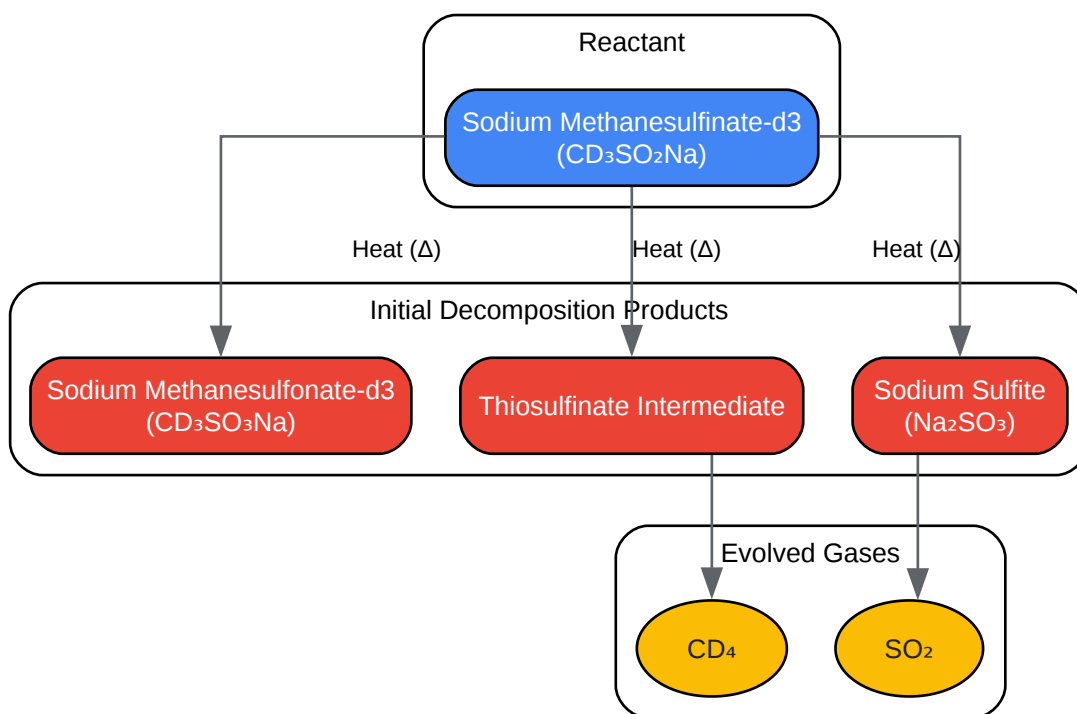 Reactant
Sodium Methanesulfinate-d3
(CD₃SO₂Na)
Heat (Δ)
Heat (Δ)
Heat (Δ)
Initial Decomposition Products
Sodium Methanesulfonate-d3
(CD₃SO₃Na)
Thiosulfinate Intermediate
Sodium Sulfite
(Na₂SO₃)
Evolved Gases
CD₄
SO₂